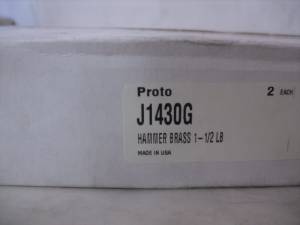 Proto 2 EACH
J1430G
HAMMER BRASS 1-1/2 LB
MADE IN USA